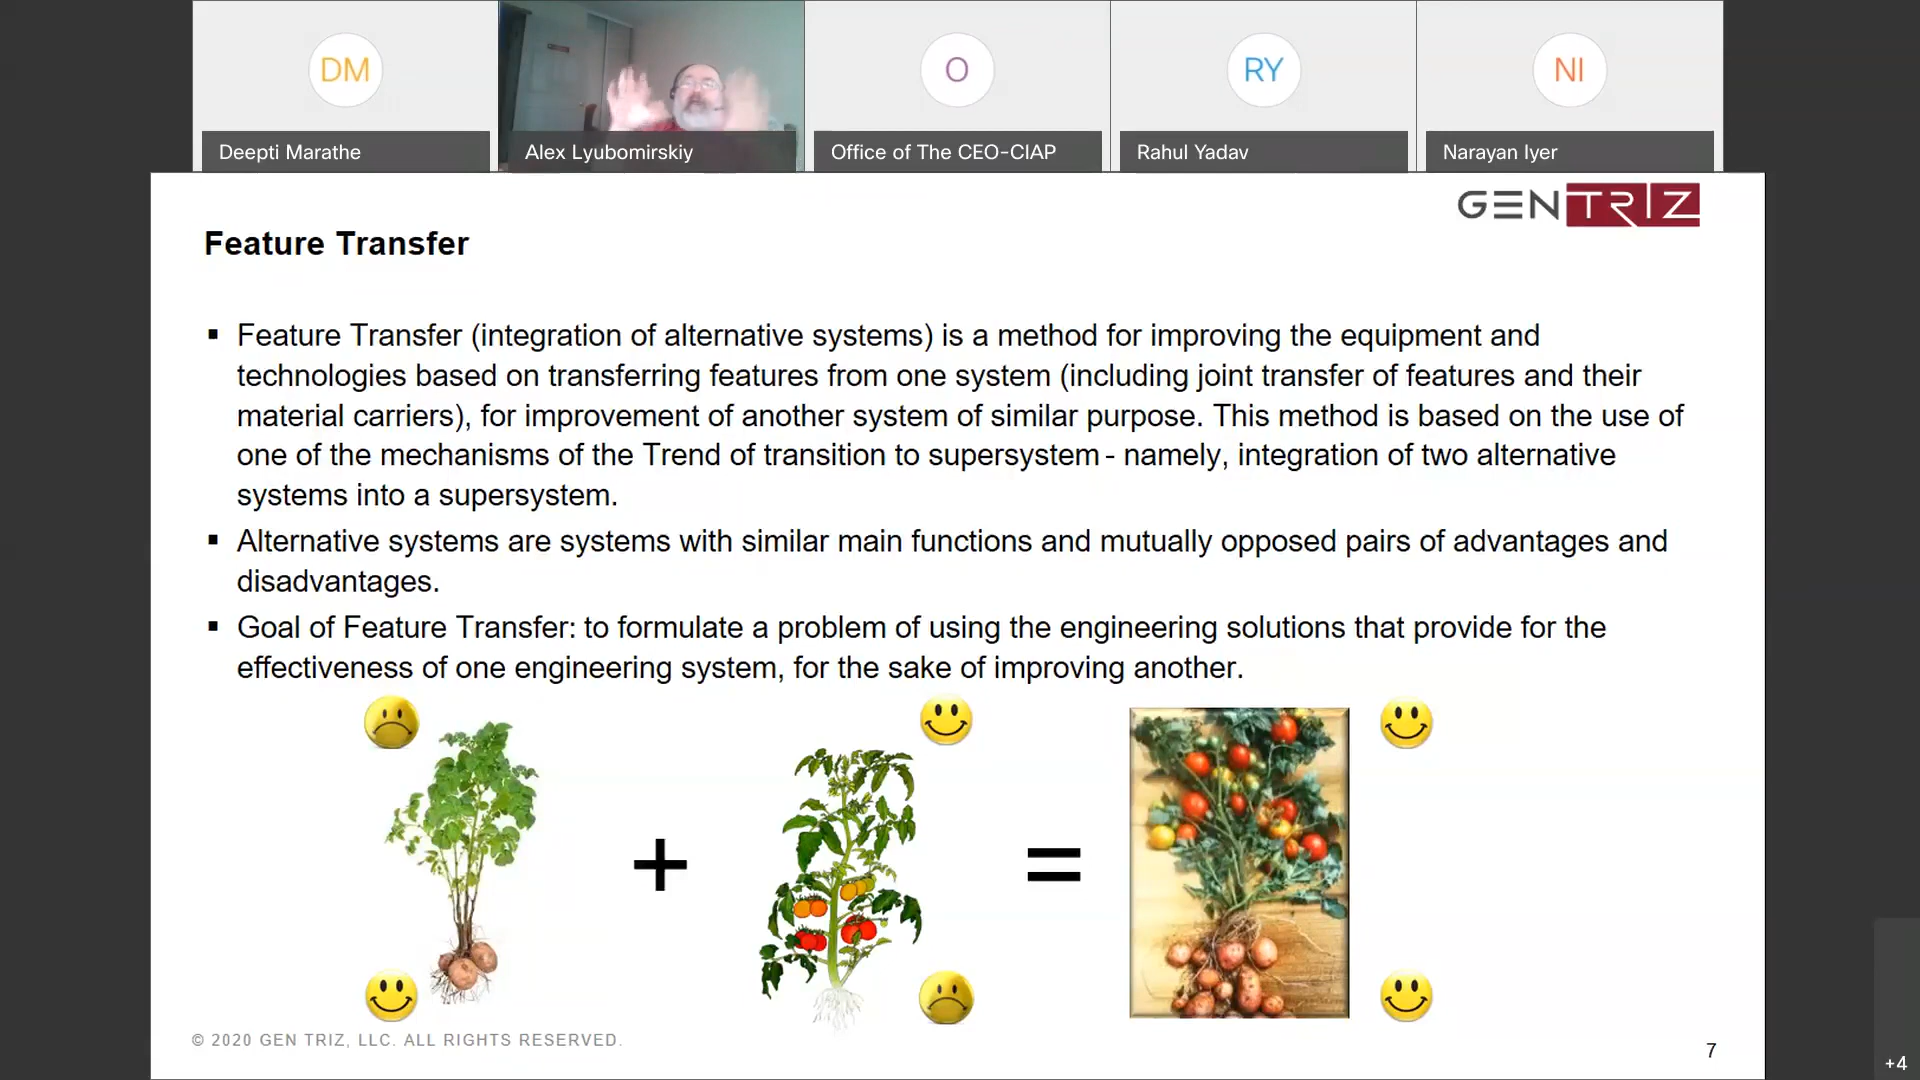 DM
O
RY
NI
Deepti Marathe
Alex Lyubomirskiy
Office of The CEO-CIAP
Rahul Yadav
Narayan Iyer
GEN TRIZ
Feature Transfer
▪ Feature Transfer (integration of alternative systems) is a method for improving the equipment and
technologies based on transferring features from one system (including joint transfer of features and their
material carriers), for improvement of another system of similar purpose. This method is based on the use of
one of the mechanisms of the Trend of transition to supersystem - namely, integration of two alternative
systems into a supersystem.
▪ Alternative systems are systems with similar main functions and mutually opposed pairs of advantages and
disadvantages.
▪ Goal of Feature Transfer: to formulate a problem of using the engineering solutions that provide for the
effectiveness of one engineering system, for the sake of improving another.
+ =
© 2020 GEN TRIZ, LLC. ALL RIGHTS RESERVED.
7
+4